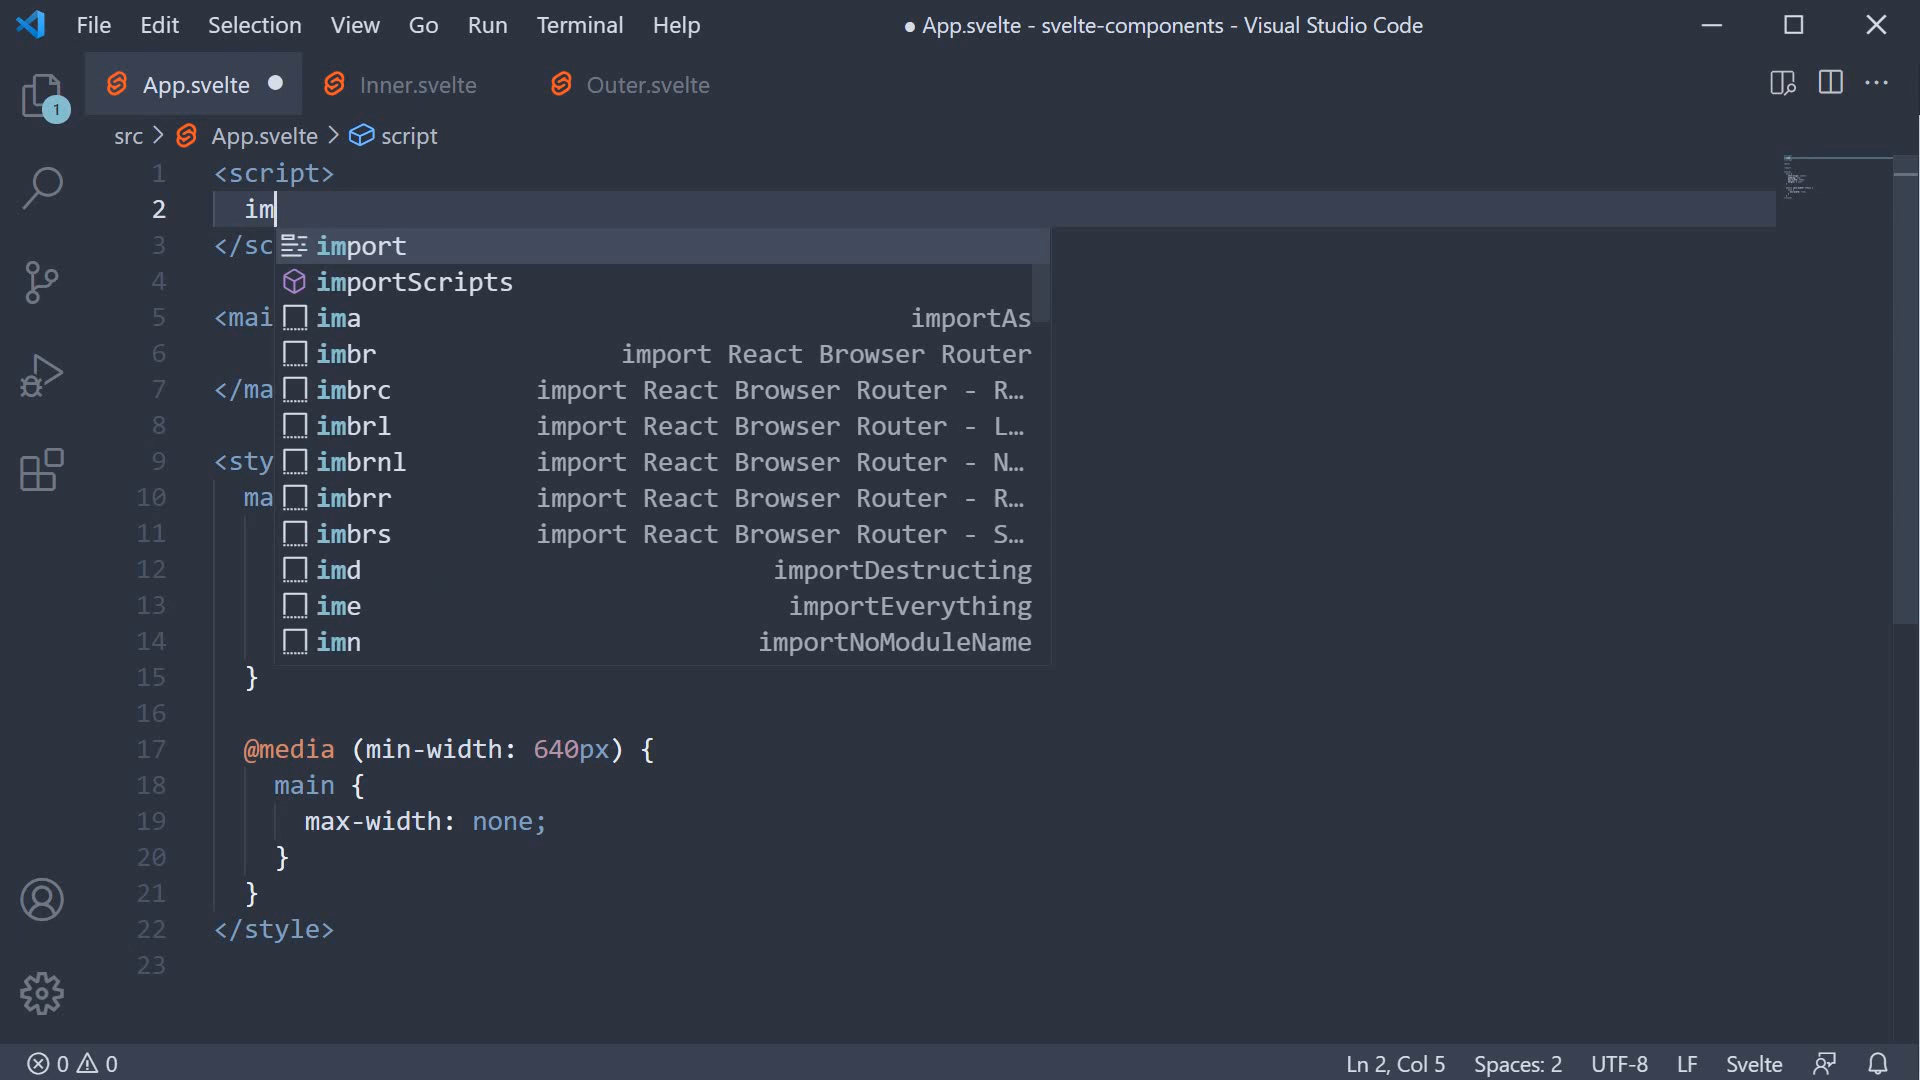 File Edit Selection View Go Run Terminal Help ● App.svelte - svelte-components - Visual Studio Code
App.svelte Inner.svelte Outer.svelte
1
src > App.svelte > script
1 <script>
2 im
3 </sc import
4 importScripts
5 <mai ima importAs
6 imbr import React Browser Router
7 </ma imbrc import React Browser Router - R…
8 imbrl import React Browser Router - L…
9 <sty imbrnl import React Browser Router - N…
10 ma imbrr import React Browser Router - R…
11 imbrs import React Browser Router - S…
12 imd importDestructing
13 ime importEverything
14 imn importNoModuleName
15 }
16
17 @media (min-width: 640px) {
18 main {
19 max-width: none;
20 }
21 }
22 </style>
23
0 0 Ln 2, Col 5 Spaces: 2 UTF-8 LF Svelte